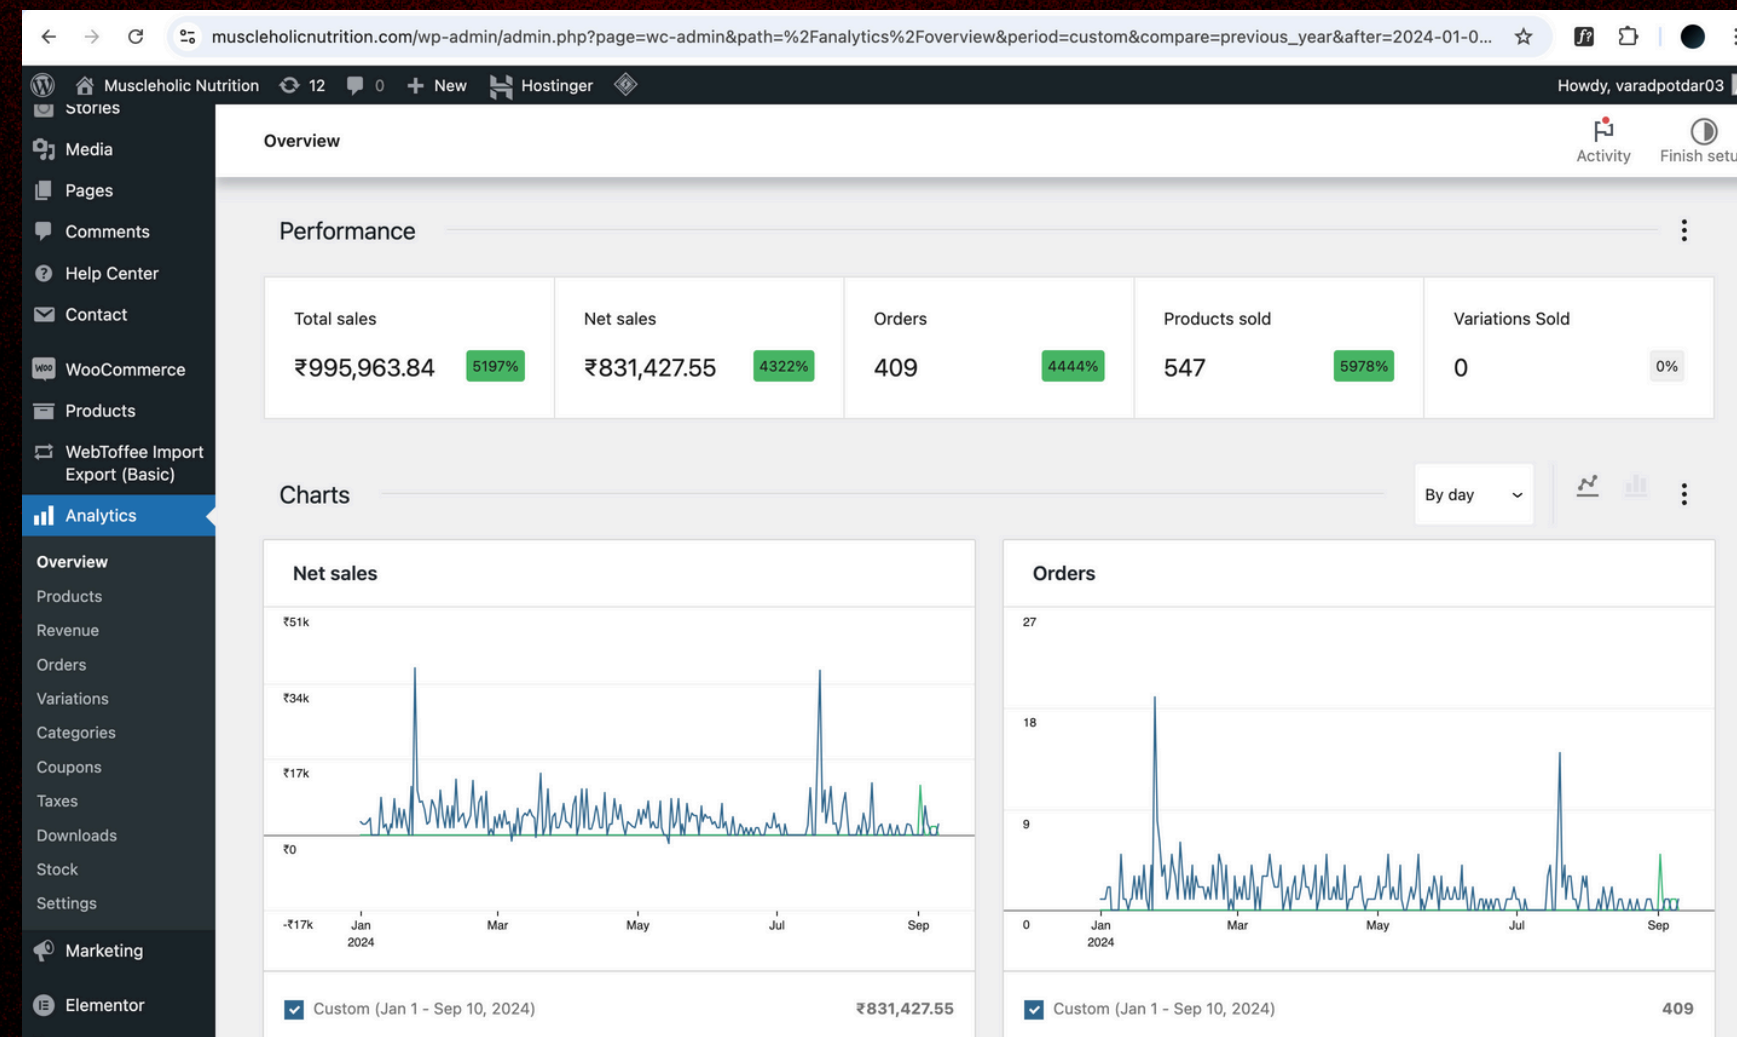 muscleholicnutrition.com/wp-admin/admin.php?page=wc-admin&path=%2Fanalytics%2Foverview&period=custom&compare=previous_year&after=2024-01-0...
Muscleholic Nutrition 12 0 + New Hostinger
Howdy, varadpotdar03
Stories
Media
Pages
Comments
Help Center
Contact
WooCommerce
Products
WebToffee Import
Export (Basic)
Analytics
Overview
Products
Revenue
Orders
Variations
Categories
Coupons
Taxes
Downloads
Stock
Settings
Marketing
Elementor
Overview
Activity
Finish setu
Performance
Total sales
₹995,963.84 5197%
Net sales
₹831,427.55 4322%
Orders
409 4444%
Products sold
547 5978%
Variations Sold
0 0%
Charts
By day
Net sales
₹51k
₹34k
₹17k
₹0
-₹17k
Jan Mar May Jul Sep
2024
Custom (Jan 1 - Sep 10, 2024) ₹831,427.55
Orders
27
18
9
0
Jan Mar May Jul Sep
2024
Custom (Jan 1 - Sep 10, 2024) 409